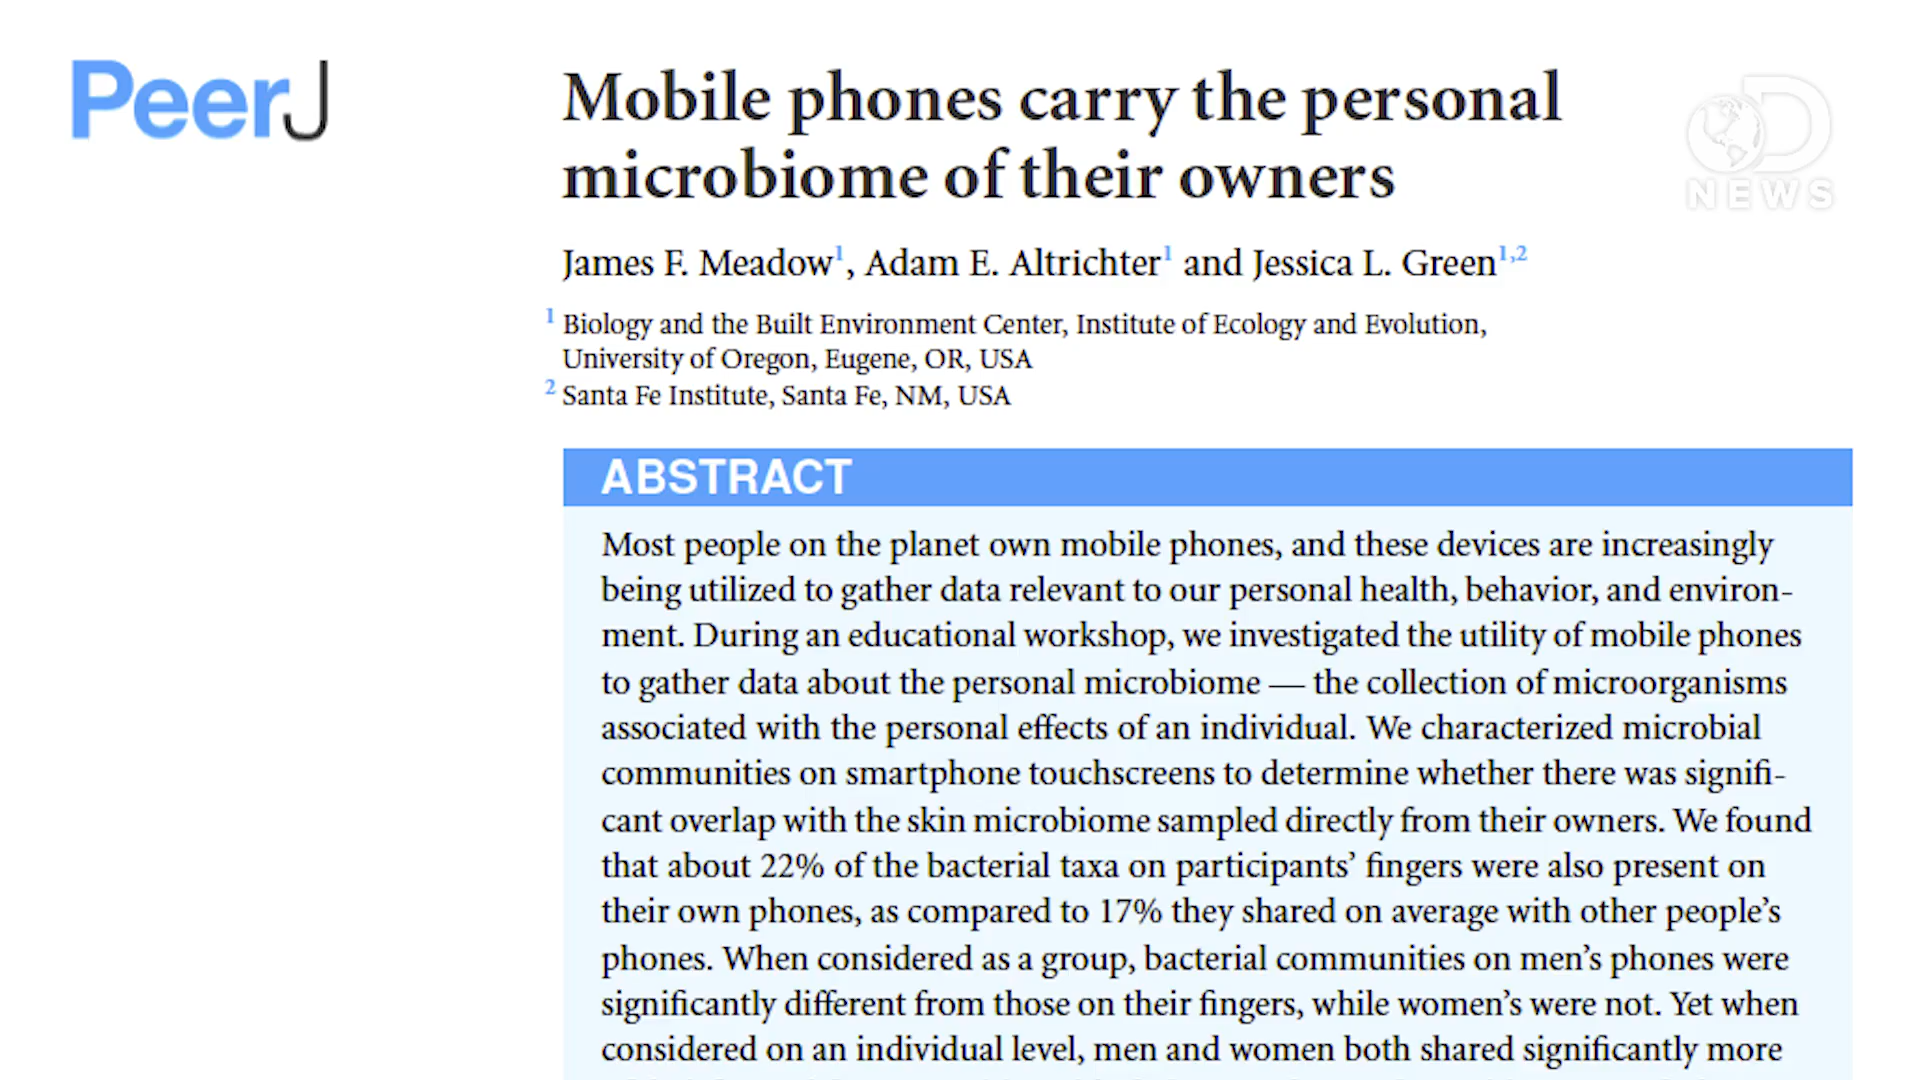 PeerJ
Mobile phones carry the personal
microbiome of their owners
D
NEWS
James F. Meadow1, Adam E. Altrichter1 and Jessica L. Green1,2
1 Biology and the Built Environment Center, Institute of Ecology and Evolution,
University of Oregon, Eugene, OR, USA
2 Santa Fe Institute, Santa Fe, NM, USA
ABSTRACT
Most people on the planet own mobile phones, and these devices are increasingly
being utilized to gather data relevant to our personal health, behavior, and environ-
ment. During an educational workshop, we investigated the utility of mobile phones
to gather data about the personal microbiome — the collection of microorganisms
associated with the personal effects of an individual. We characterized microbial
communities on smartphone touchscreens to determine whether there was signifi-
cant overlap with the skin microbiome sampled directly from their owners. We found
that about 22% of the bacterial taxa on participants’ fingers were also present on
their own phones, as compared to 17% they shared on average with other people’s
phones. When considered as a group, bacterial communities on men’s phones were
significantly different from those on their fingers, while women’s were not. Yet when
considered on an individual level, men and women both shared significantly more